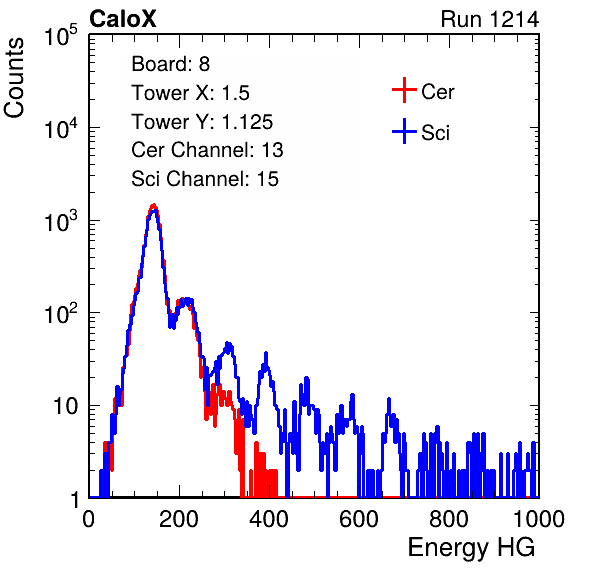 CaloX Run 1214
Counts
10^5
10^4
10^3
10^2
10
1
Board: 8
Tower X: 1.5
Tower Y: 1.125
Cer Channel: 13
Sci Channel: 15
Cer
Sci
0 200 400 600 800 1000
Energy HG